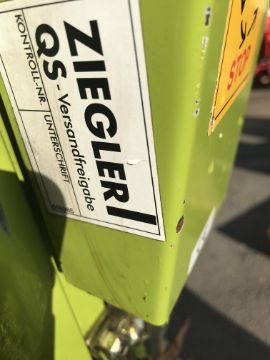 ZIEGLER
QS - Versandfreigabe
KONTROLL-NR. UNTERSCHRIFT
STOP